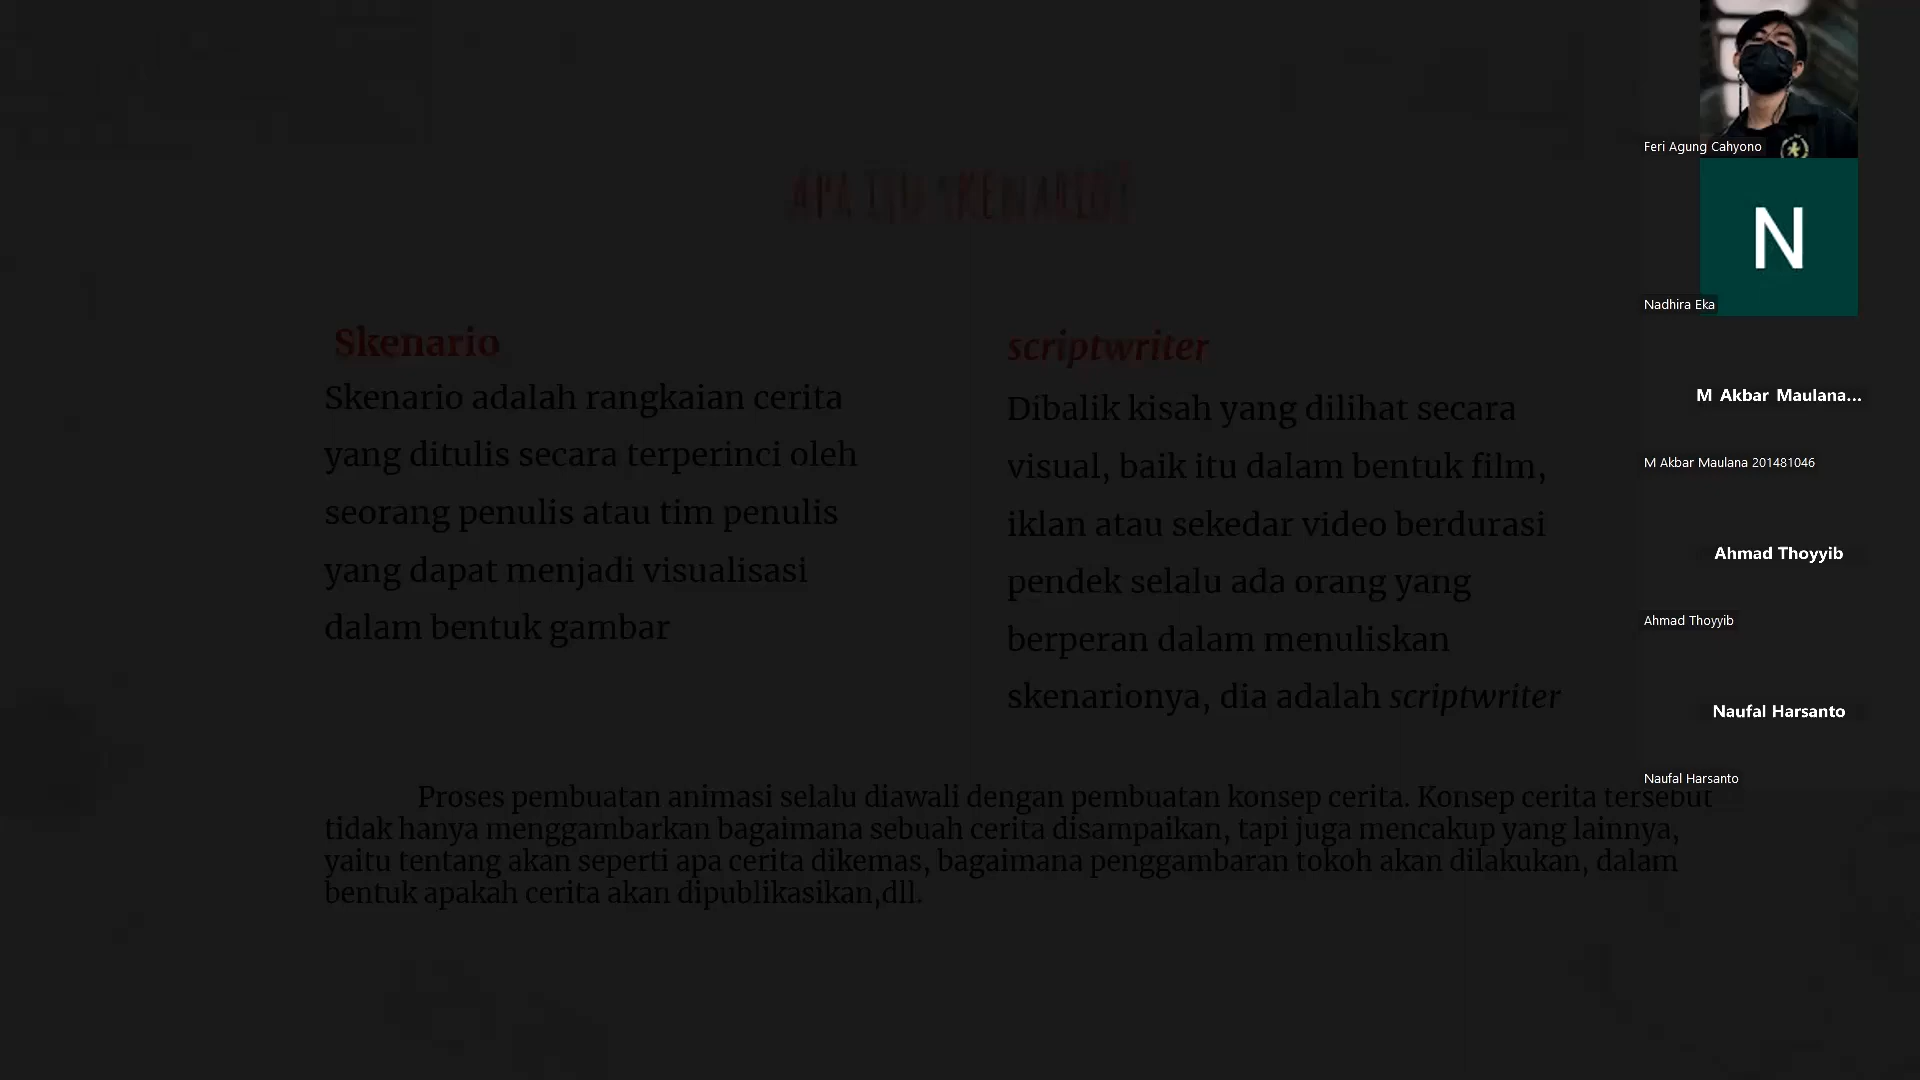 APA ITU SKENARIO?
Skenario
Skenario adalah rangkaian cerita
yang ditulis secara terperinci oleh
seorang penulis atau tim penulis
yang dapat menjadi visualisasi
dalam bentuk gambar
scriptwriter
Dibalik kisah yang dilihat secara
visual, baik itu dalam bentuk film,
iklan atau sekedar video berdurasi
pendek selalu ada orang yang
berperan dalam menuliskan
skenarionya, dia adalah scriptwriter
Proses pembuatan animasi selalu diawali dengan pembuatan konsep cerita. Konsep cerita tersebut
tidak hanya menggambarkan bagaimana sebuah cerita disampaikan, tapi juga mencakup yang lainnya,
yaitu tentang akan seperti apa cerita dikemas, bagaimana penggambaran tokoh akan dilakukan, dalam
bentuk apakah cerita akan dipublikasikan,dll.
Feri Agung Cahyono
N
Nadhira Eka
M Akbar Maulana...
M Akbar Maulana 201481046
Ahmad Thoyyib
Ahmad Thoyyib
Naufal Harsanto
Naufal Harsanto